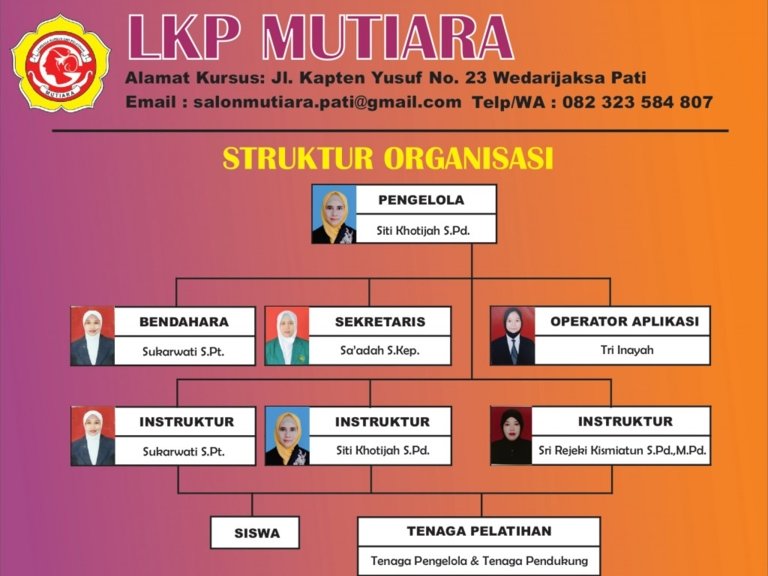 LKP MUTIARA
Alamat Kursus: Jl. Kapten Yusuf No. 23 Wedarijaksa Pati
Email : salonmutiara.pati@gmail.com Telp/WA : 082 323 584 807
MUTIARA
STRUKTUR ORGANISASI
PENGELOLA
Siti Khotijah S.Pd.
BENDAHARA
Sukarwati S.Pt.
SEKRETARIS
Sa'adah S.Kep.
OPERATOR APLIKASI
Tri Inayah
INSTRUKTUR
Sukarwati S.Pt.
INSTRUKTUR
Siti Khotijah S.Pd.
INSTRUKTUR
Sri Rejeki Kismiatun S.Pd.,M.Pd.
SISWA
TENAGA PELATIHAN
Tenaga Pengelola & Tenaga Pendukung